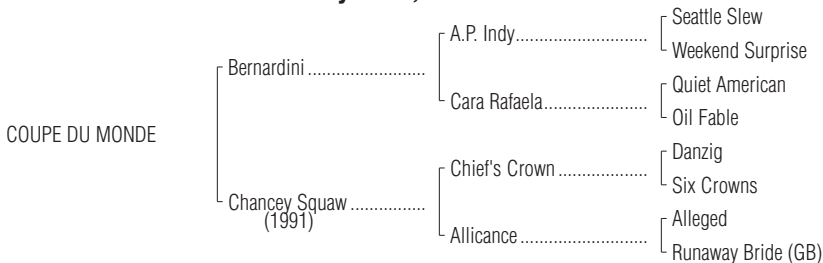 Seattle Slew
A.P. Indy
Weekend Surprise
Bernardini
Quiet American
Cara Rafaela
Oil Fable
COUPE DU MONDE
Danzig
Chief's Crown
Six Crowns
Chancey Squaw
(1991)
Alleged
Allicance
Runaway Bride (GB)